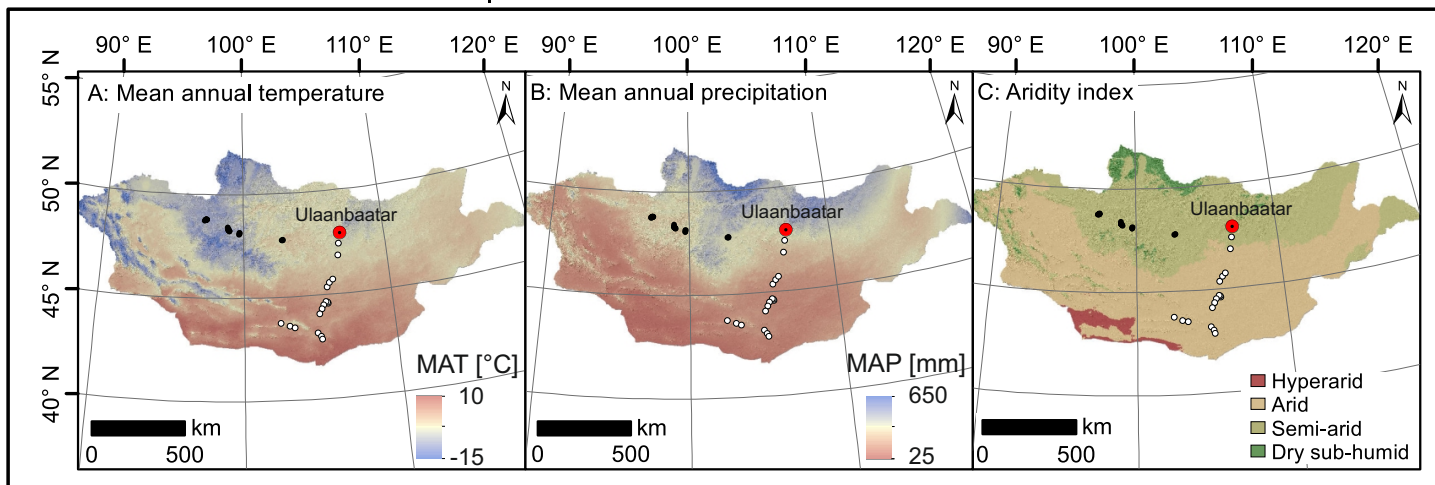 90° E 100° E 110° E 120° E 90° E 100° E 110° E 120° E 90° E 100° E 110° E 120° E
55° N
50° N
45° N
40° N
A: Mean annual temperature
N
Ulaanbaatar
MAT [°C]
10
-15
km
0 500
B: Mean annual precipitation
N
Ulaanbaatar
MAP [mm]
650
25
km
0 500
C: Aridity index
N
Ulaanbaatar
Hyperarid
Arid
Semi-arid
Dry sub-humid
km
0 500